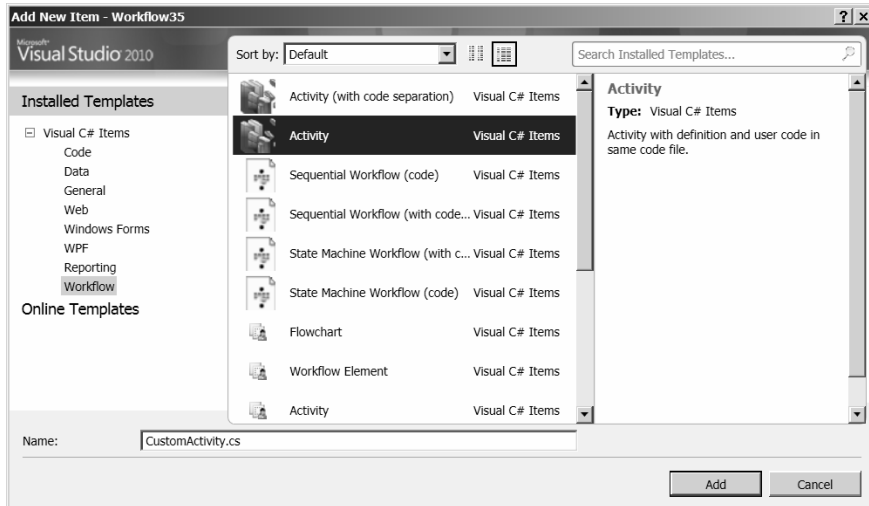 Add New Item - Workflow35
Microsoft
Visual Studio 2010
Sort by: Default
Search Installed Templates...
Installed Templates
Visual C# Items
Code
Data
General
Web
Windows Forms
WPF
Reporting
Workflow
Online Templates
Activity (with code separation) Visual C# Items
Activity Visual C# Items
Sequential Workflow (code) Visual C# Items
Sequential Workflow (with code... Visual C# Items
State Machine Workflow (with c... Visual C# Items
State Machine Workflow (code) Visual C# Items
Flowchart Visual C# Items
Workflow Element Visual C# Items
Activity Visual C# Items
Activity
Type: Visual C# Items
Activity with definition and user code in
same code file.
Name: CustomActivity.cs
Add Cancel